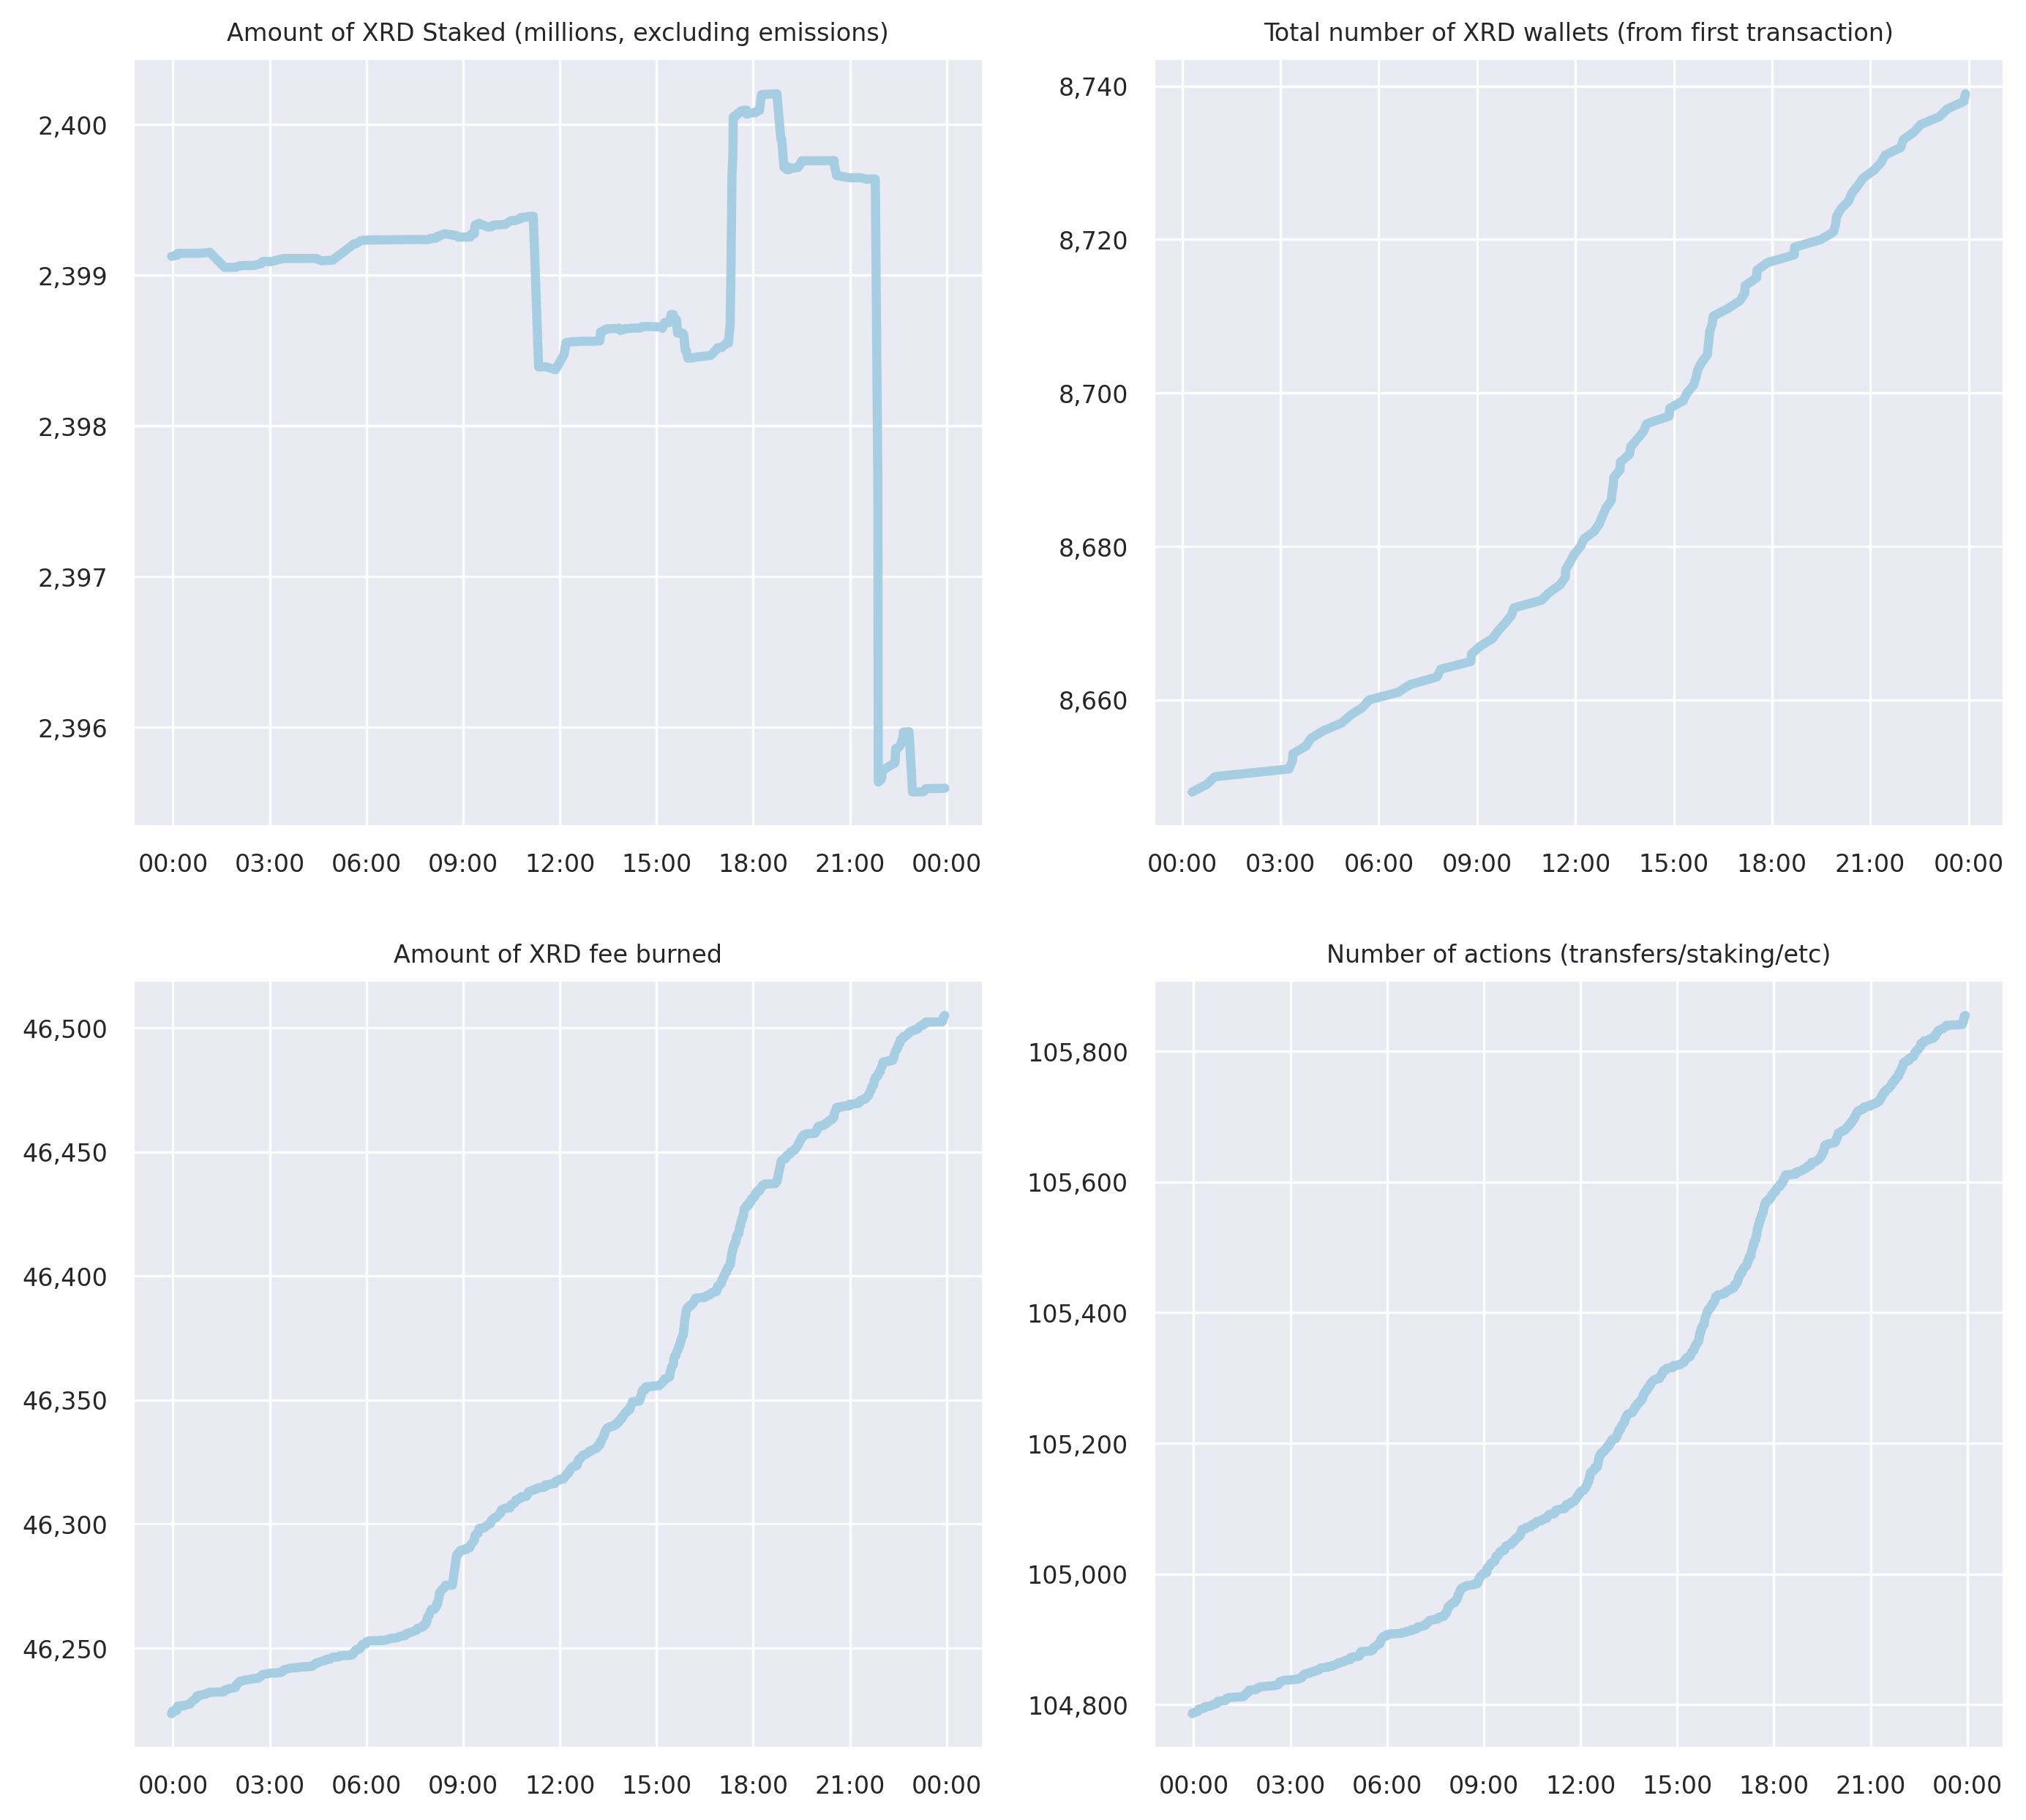 Amount of XRD Staked (millions, excluding emissions)
2,400
2,399
2,398
2,397
2,396
00:00 03:00 06:00 09:00 12:00 15:00 18:00 21:00 00:00
Total number of XRD wallets (from first transaction)
8,740
8,720
8,700
8,680
8,660
00:00 03:00 06:00 09:00 12:00 15:00 18:00 21:00 00:00
Amount of XRD fee burned
46,500
46,450
46,400
46,350
46,300
46,250
00:00 03:00 06:00 09:00 12:00 15:00 18:00 21:00 00:00
Number of actions (transfers/staking/etc)
105,800
105,600
105,400
105,200
105,000
104,800
00:00 03:00 06:00 09:00 12:00 15:00 18:00 21:00 00:00